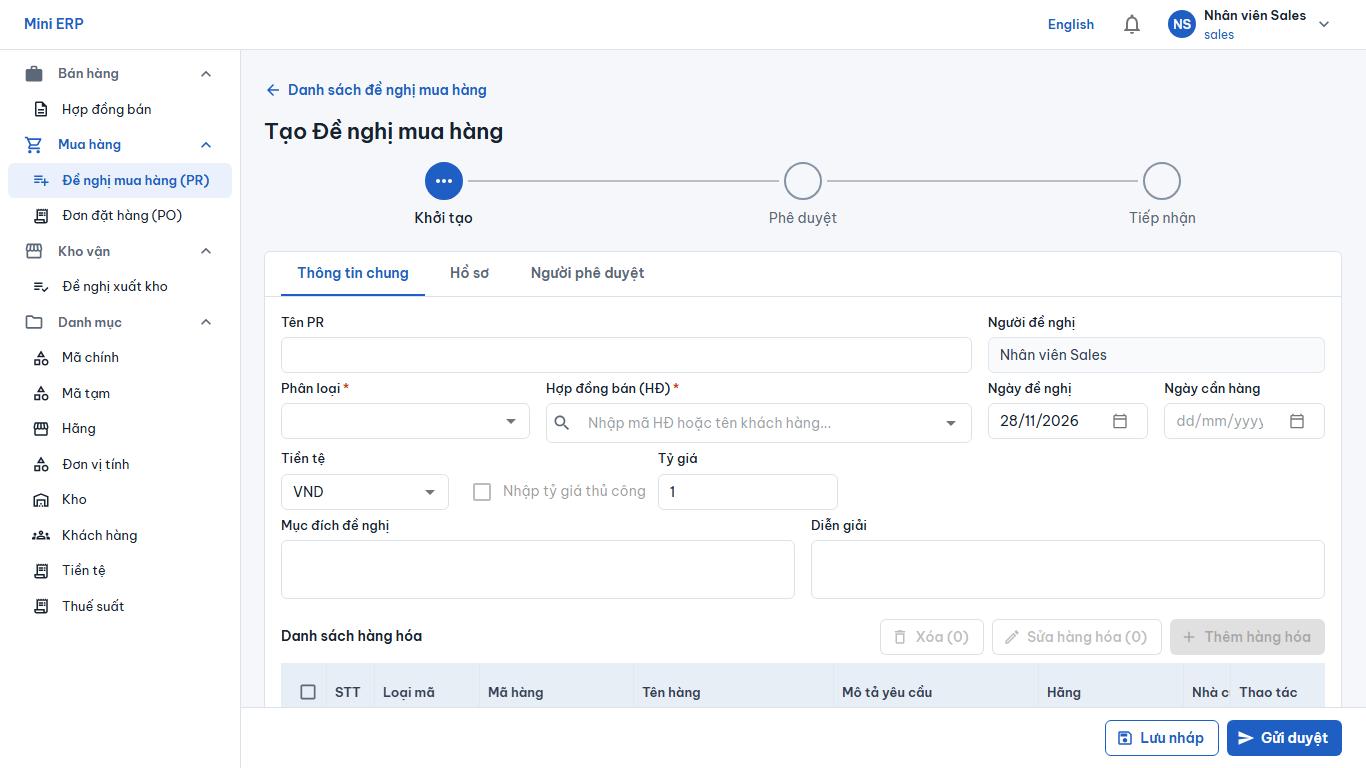 Mini ERP
English
NS
Nhân viên Sales
sales
Bán hàng
Hợp đồng bán
Mua hàng
Đề nghị mua hàng (PR)
Đơn đặt hàng (PO)
Kho vận
Đề nghị xuất kho
Danh mục
Mã chính
Mã tạm
Hãng
Đơn vị tính
Kho
Khách hàng
Tiền tệ
Thuế suất
Danh sách đề nghị mua hàng
Tạo Đề nghị mua hàng
Khởi tạo
Phê duyệt
Tiếp nhận
Thông tin chung
Hồ sơ
Người phê duyệt
Tên PR
Người đề nghị
Nhân viên Sales
Phân loại *
Hợp đồng bán (HĐ) *
Ngày đề nghị
Ngày cần hàng
Nhập mã HĐ hoặc tên khách hàng...
28/11/2026
dd/mm/yyyy
Tiền tệ
Tỷ giá
VND
Nhập tỷ giá thủ công
1
Mục đích đề nghị
Diễn giải
Danh sách hàng hóa
Xóa (0)
Sửa hàng hóa (0)
Thêm hàng hóa
STT
Loại mã
Mã hàng
Tên hàng
Mô tả yêu cầu
Hãng
Nhà c
Thao tác
Lưu nháp
Gửi duyệt